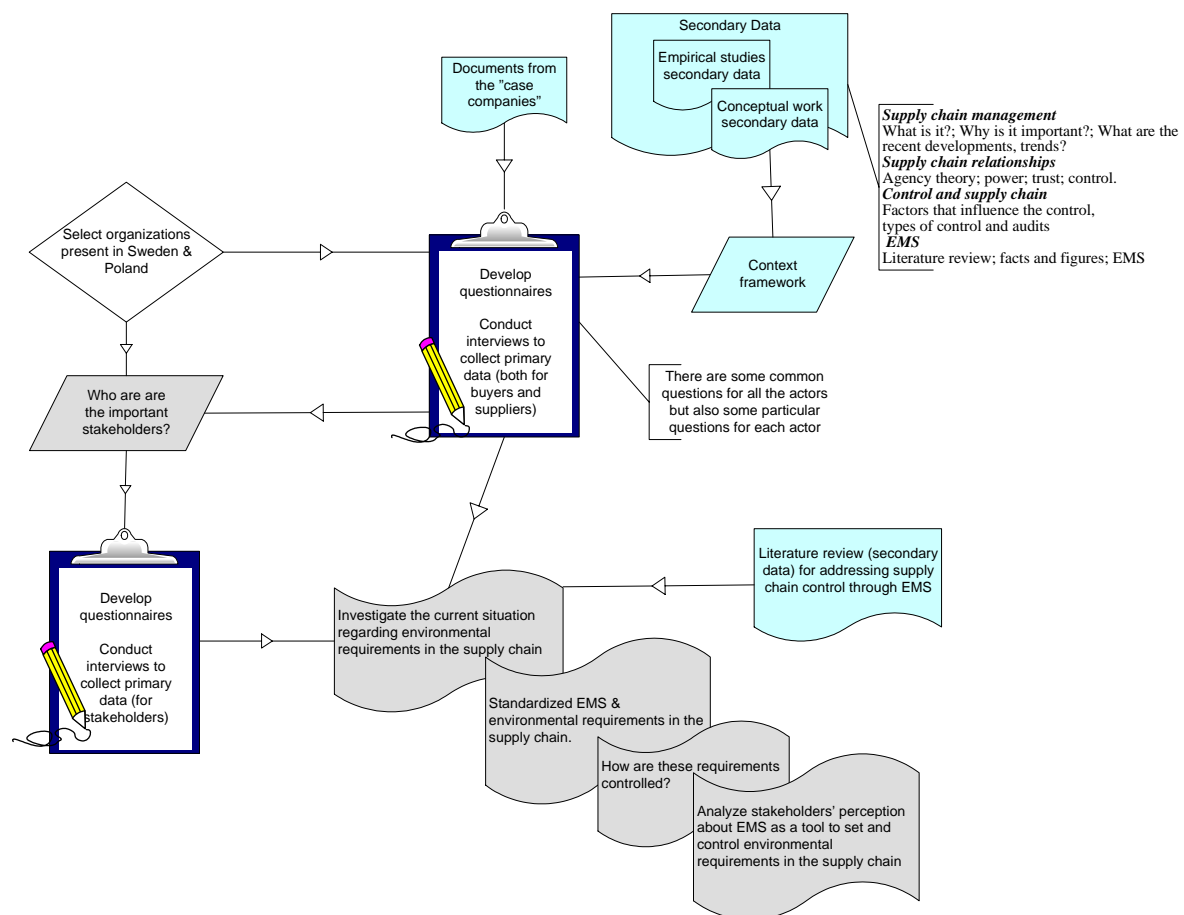 Secondary Data
Empirical studies
secondary data
Conceptual work
secondary data
Documents from
the "case
companies”
Supply chain management
What is it?; Why is it important?; What are the
recent developments, trends?
Supply chain relationships
Agency theory; power; trust; control.
Control and supply chain
Factors that influence the control,
types of control and audits
EMS
Literature review; facts and figures; EMS
Select organizations
present in Sweden &
Poland
Develop
questionnaires
Conduct
interviews to
collect primary
data (both for
buyers and
suppliers)
Context
framework
There are some common
questions for all the actors
but also some particular
questions for each actor
Who are are
the important
stakeholders?
Develop
questionnaires
Conduct
interviews to
collect primary
data (for
stakeholders)
Literature review (secondary
data) for addressing supply
chain control through EMS
Investigate the current situation
regarding environmental
requirements in the supply chain
Standardized EMS &
environmental requirements in the
supply chain.
How are these requirements
controlled?
Analyze stakeholders’ perception
about EMS as a tool to set and
control environmental
requirements in the supply chain